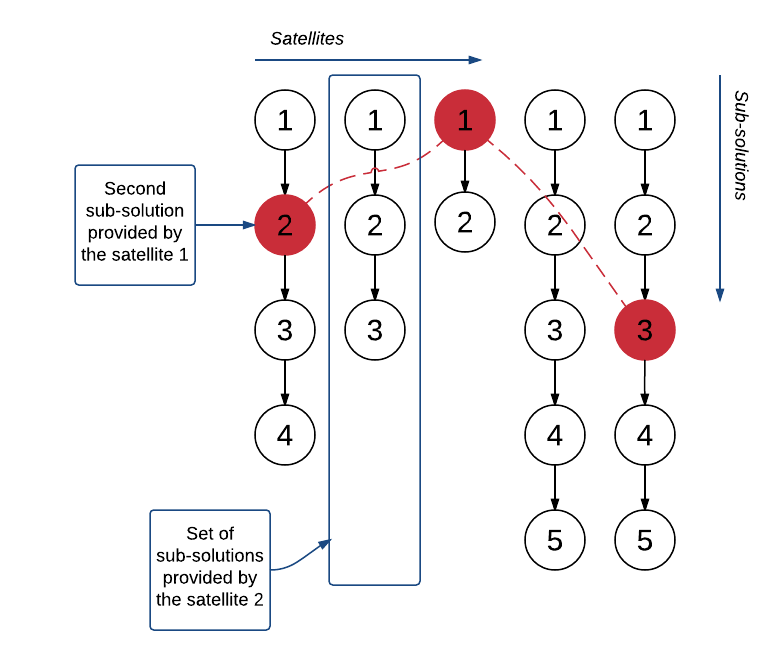 Satellites
Sub-solutions
1 1 1 1 1
Second
sub-solution
provided by
the satellite 1
2 2 2 2 2
3 3 3 3
4 4 4
Set of
sub-solutions
provided by
the satellite 2
5 5